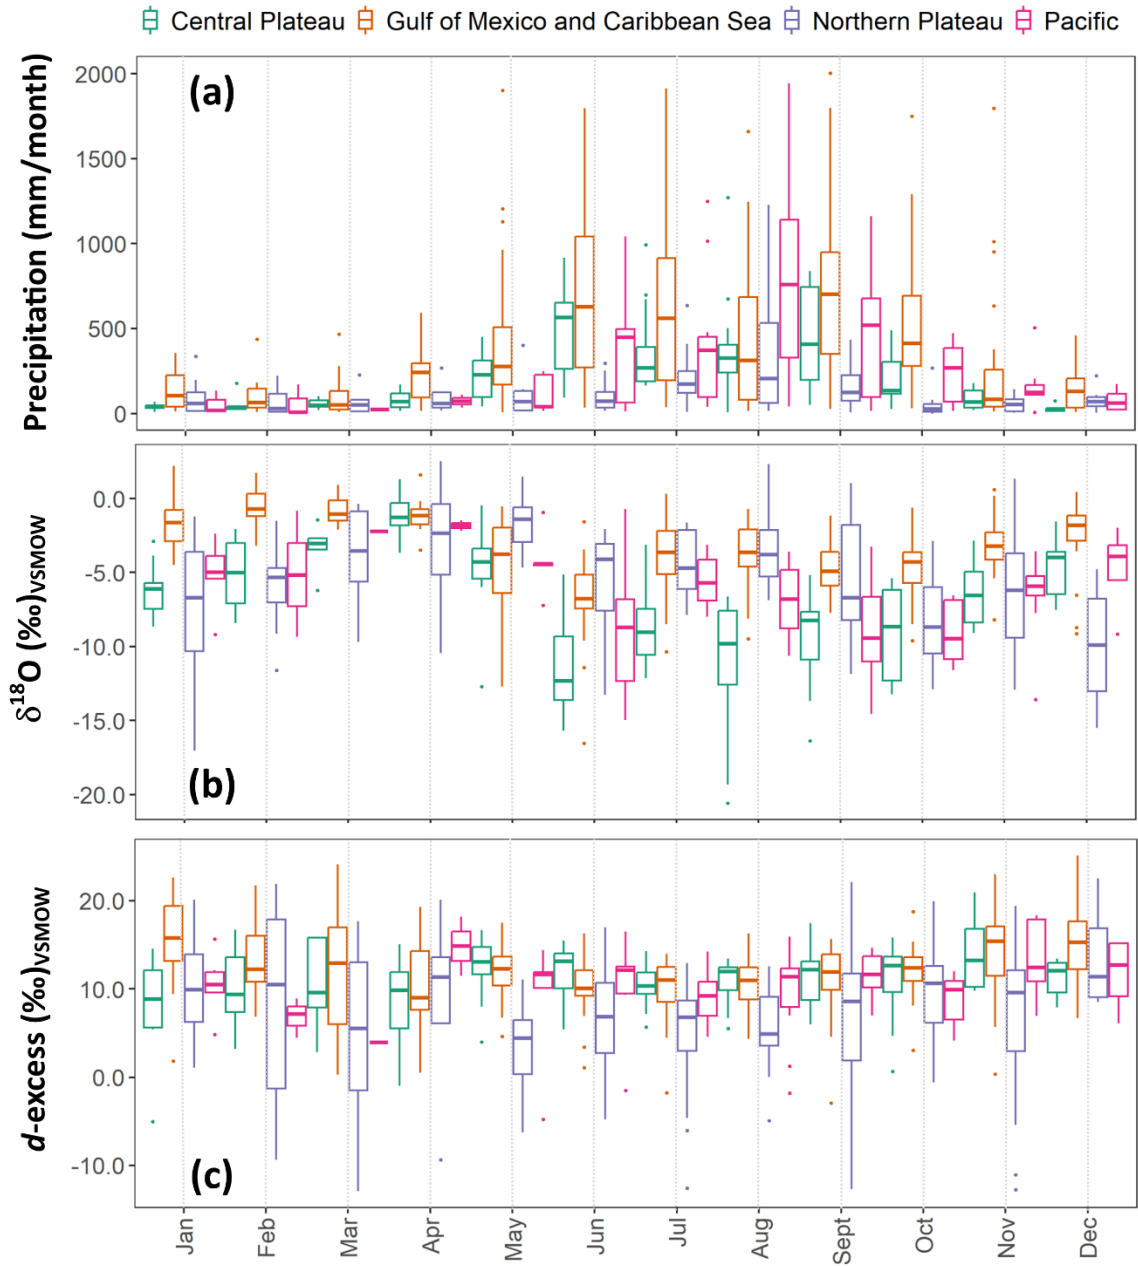 Central Plateau Gulf of Mexico and Caribbean Sea Northern Plateau Pacific
(a)
Precipitation (mm/month)
2000
1500
1000
500
0
δ¹⁸O (‰)VSMOW
0.0
-5.0
-10.0
-15.0
-20.0
(b)
d-excess (‰)VSMOW
20.0
10.0
0.0
-10.0
(c)
Jan Feb Mar Apr May Jun Jul Aug Sept Oct Nov Dec